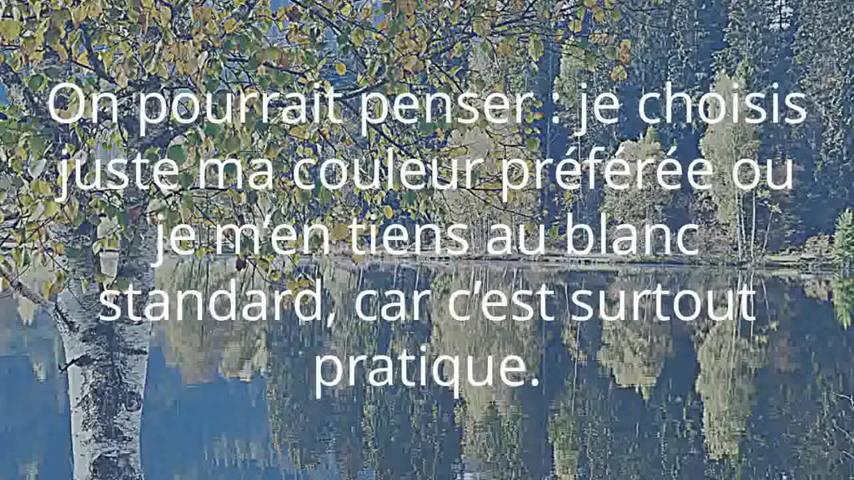 On pourrait penser : je choisis
juste ma couleur préférée ou
je m’en tiens au blanc
standard, car c’est surtout
pratique.